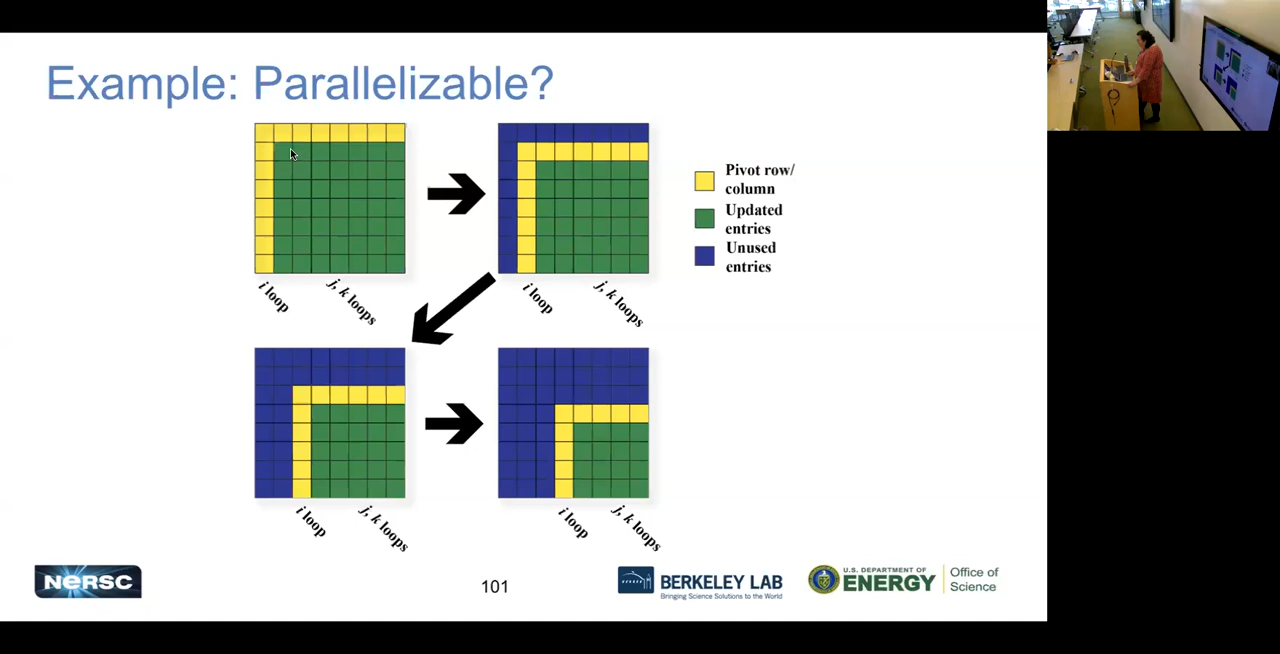 Example: Parallelizable?
Pivot row/
column
Updated
entries
Unused
entries
i loop
j, k loops
i loop
j, k loops
i loop
j, k loops
i loop
j, k loops
NERSC
101
BERKELEY LAB
Bringing Science Solutions to the World
U.S. DEPARTMENT OF
ENERGY
Office of
Science